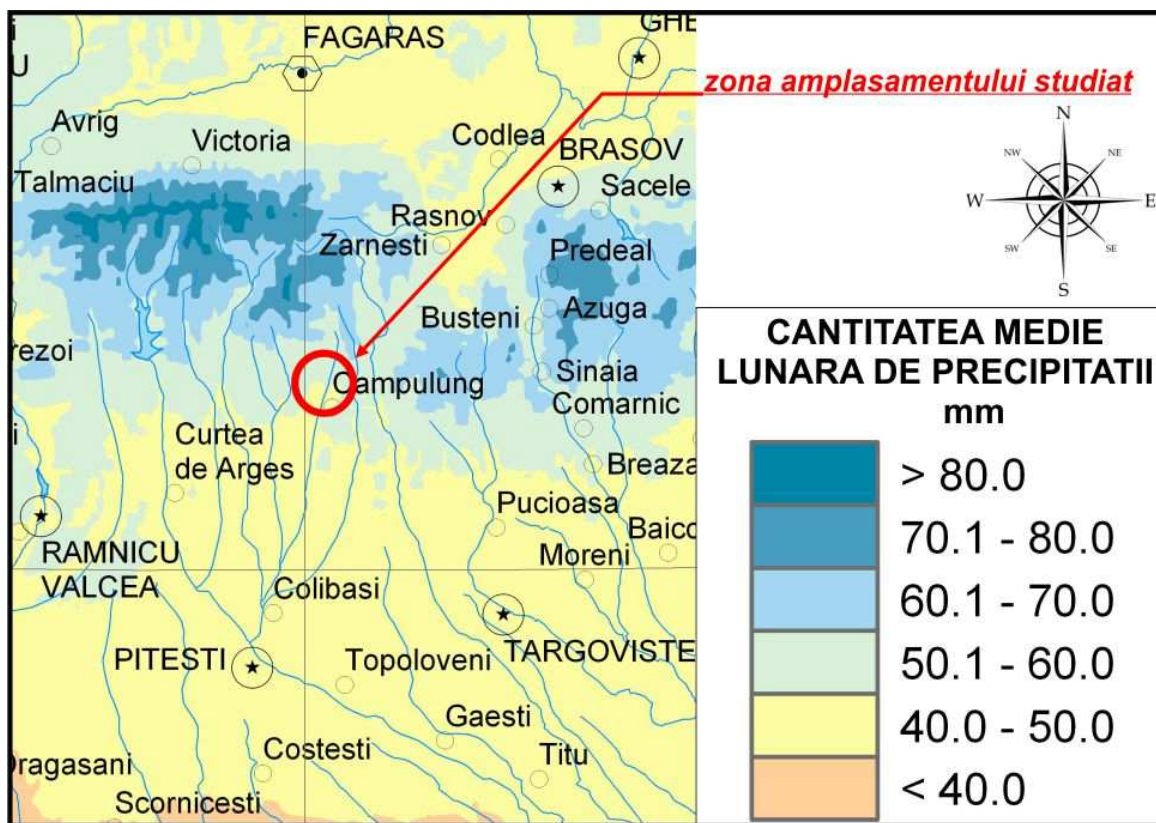 FAGARAS
GHE
U
zona amplasamentului studiat
Avrig
Victoria
Codlea
BRASOV
Talmaciu
Sacele
Rasnov
Zarnesti
Predeal
Azuga
Busteni
rezoi
Campulung
Sinaia
Comarnic
Curtea
de Arges
Breaza
Pucioasa
Baico
RAMNICU
VALCEA
Moreni
Colibasi
PITESTI
Topoloveni
TARGOVISTE
Gaesti
Costesti
Titu
Dragasani
Scornicesti
N
NW
NE
W
E
SW
SE
S
CANTITATEA MEDIE
LUNARA DE PRECIPITATII
mm
> 80.0
70.1 - 80.0
60.1 - 70.0
50.1 - 60.0
40.0 - 50.0
< 40.0